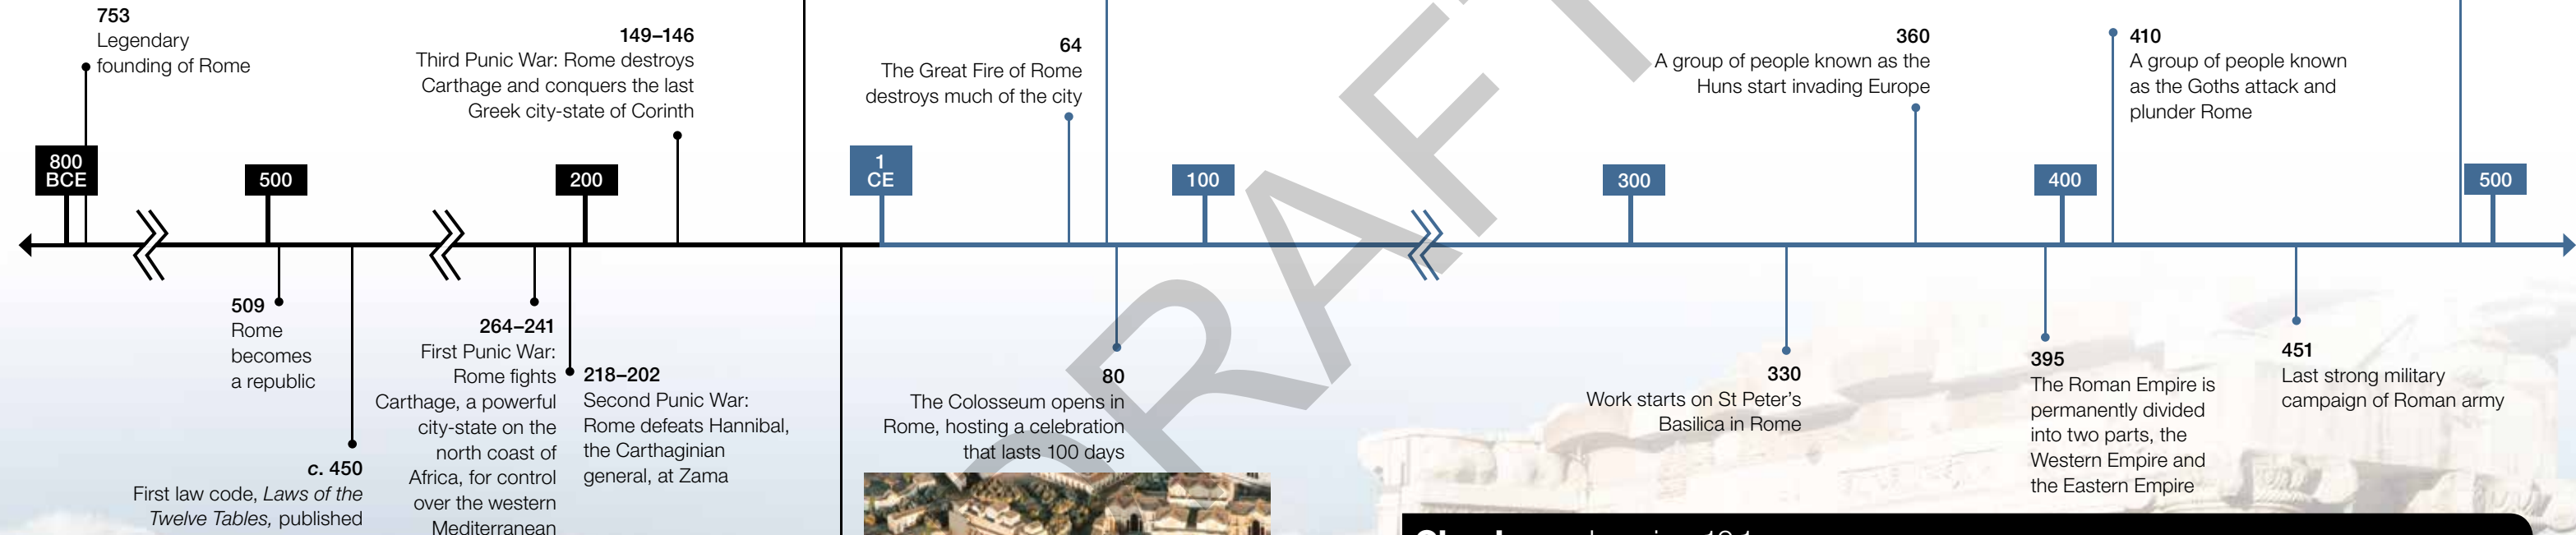 753
Legendary
founding of Rome
149–146
Third Punic War: Rome destroys
Carthage and conquers the last
Greek city-state of Corinth
64
The Great Fire of Rome
destroys much of the city
360
A group of people known as the
Huns start invading Europe
410
A group of people known
as the Goths attack and
plunder Rome
800
BCE
500
200
1
CE
100
300
400
500
509
Rome
becomes
a republic
c. 450
First law code, Laws of the
Twelve Tables, published
264–241
First Punic War:
Rome fights
Carthage, a powerful
city-state on the
north coast of
Africa, for control
over the western
Mediterranean
218–202
Second Punic War:
Rome defeats Hannibal,
the Carthaginian
general, at Zama
80
The Colosseum opens in
Rome, hosting a celebration
that lasts 100 days
330
Work starts on St Peter's
Basilica in Rome
395
The Roman Empire is
permanently divided
into two parts, the
Western Empire and
the Eastern Empire
451
Last strong military
campaign of Roman army
DRAFT